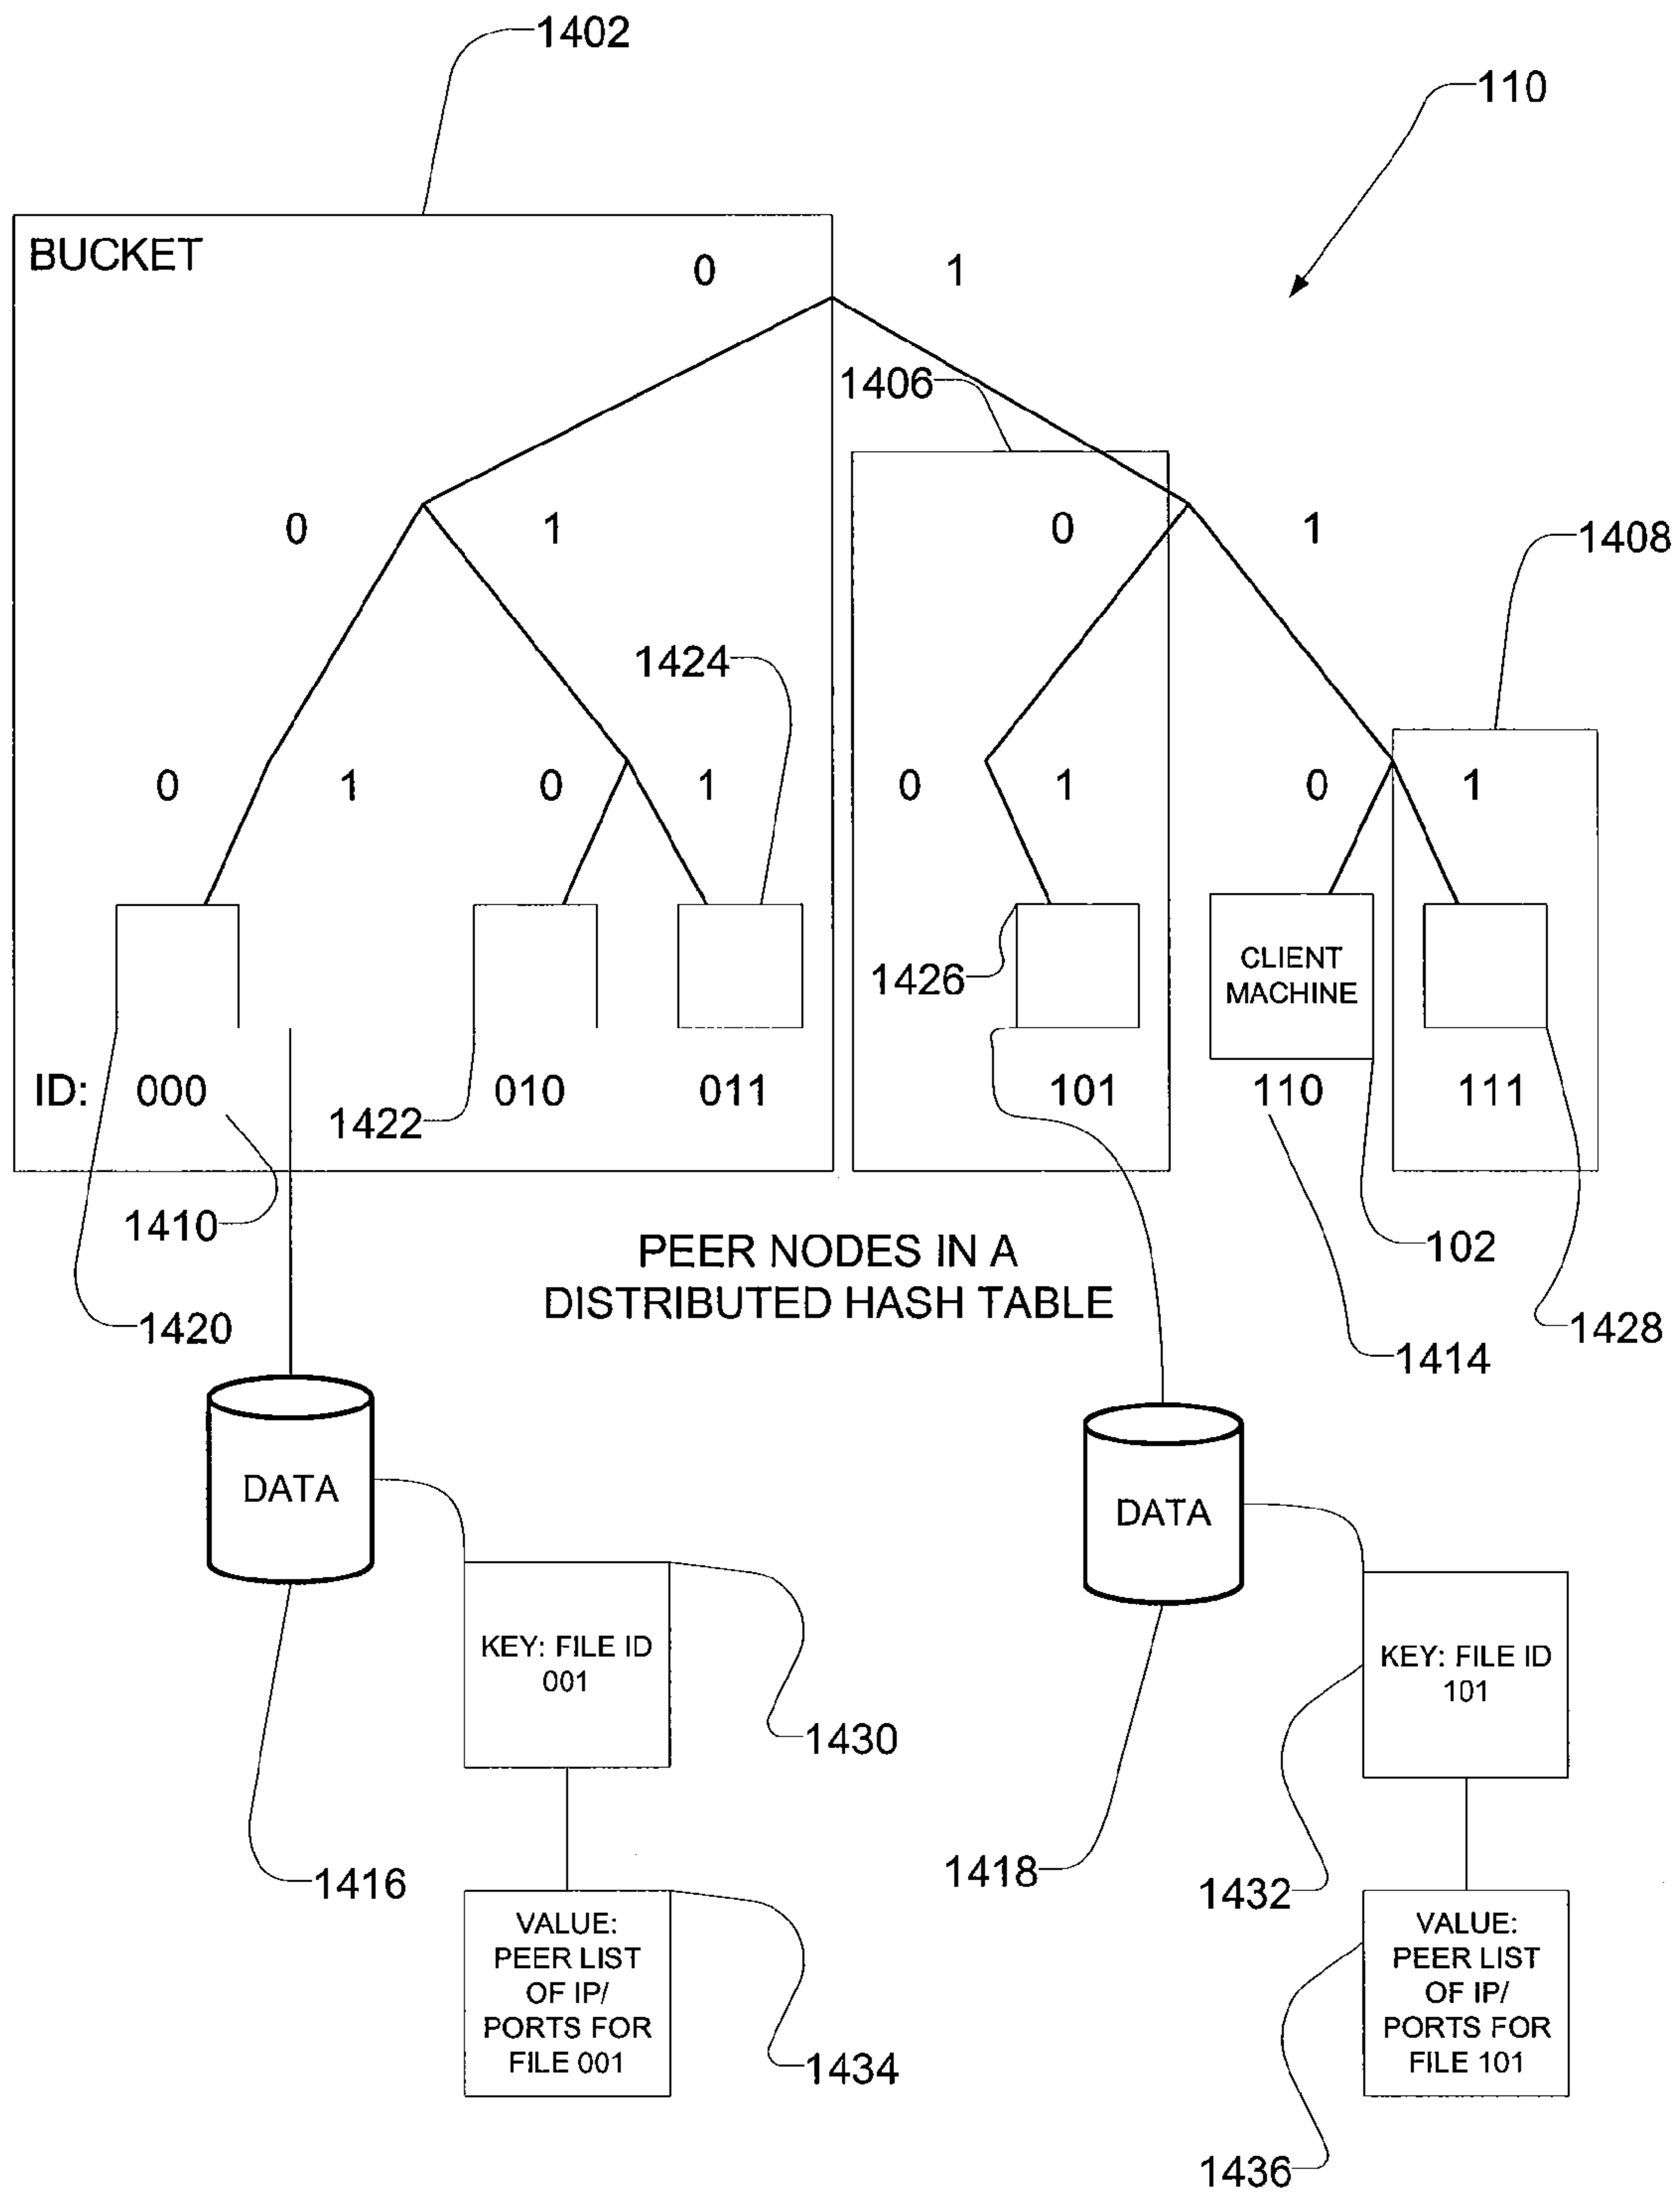 1402
110
BUCKET
0 1
1406
0 1 0 1
1408
1424
0 1 0 1 0 1 0 1
CLIENT
MACHINE
1426
ID: 000 010 011 101 110 111
1422
1410
102
PEER NODES IN A
DISTRIBUTED HASH TABLE
1420
1428
1414
DATA
DATA
KEY: FILE ID
001
KEY: FILE ID
101
1430
1416
1418
1432
VALUE:
PEER LIST
OF IP/
PORTS FOR
FILE 001
VALUE:
PEER LIST
OF IP/
PORTS FOR
FILE 101
1434
1436